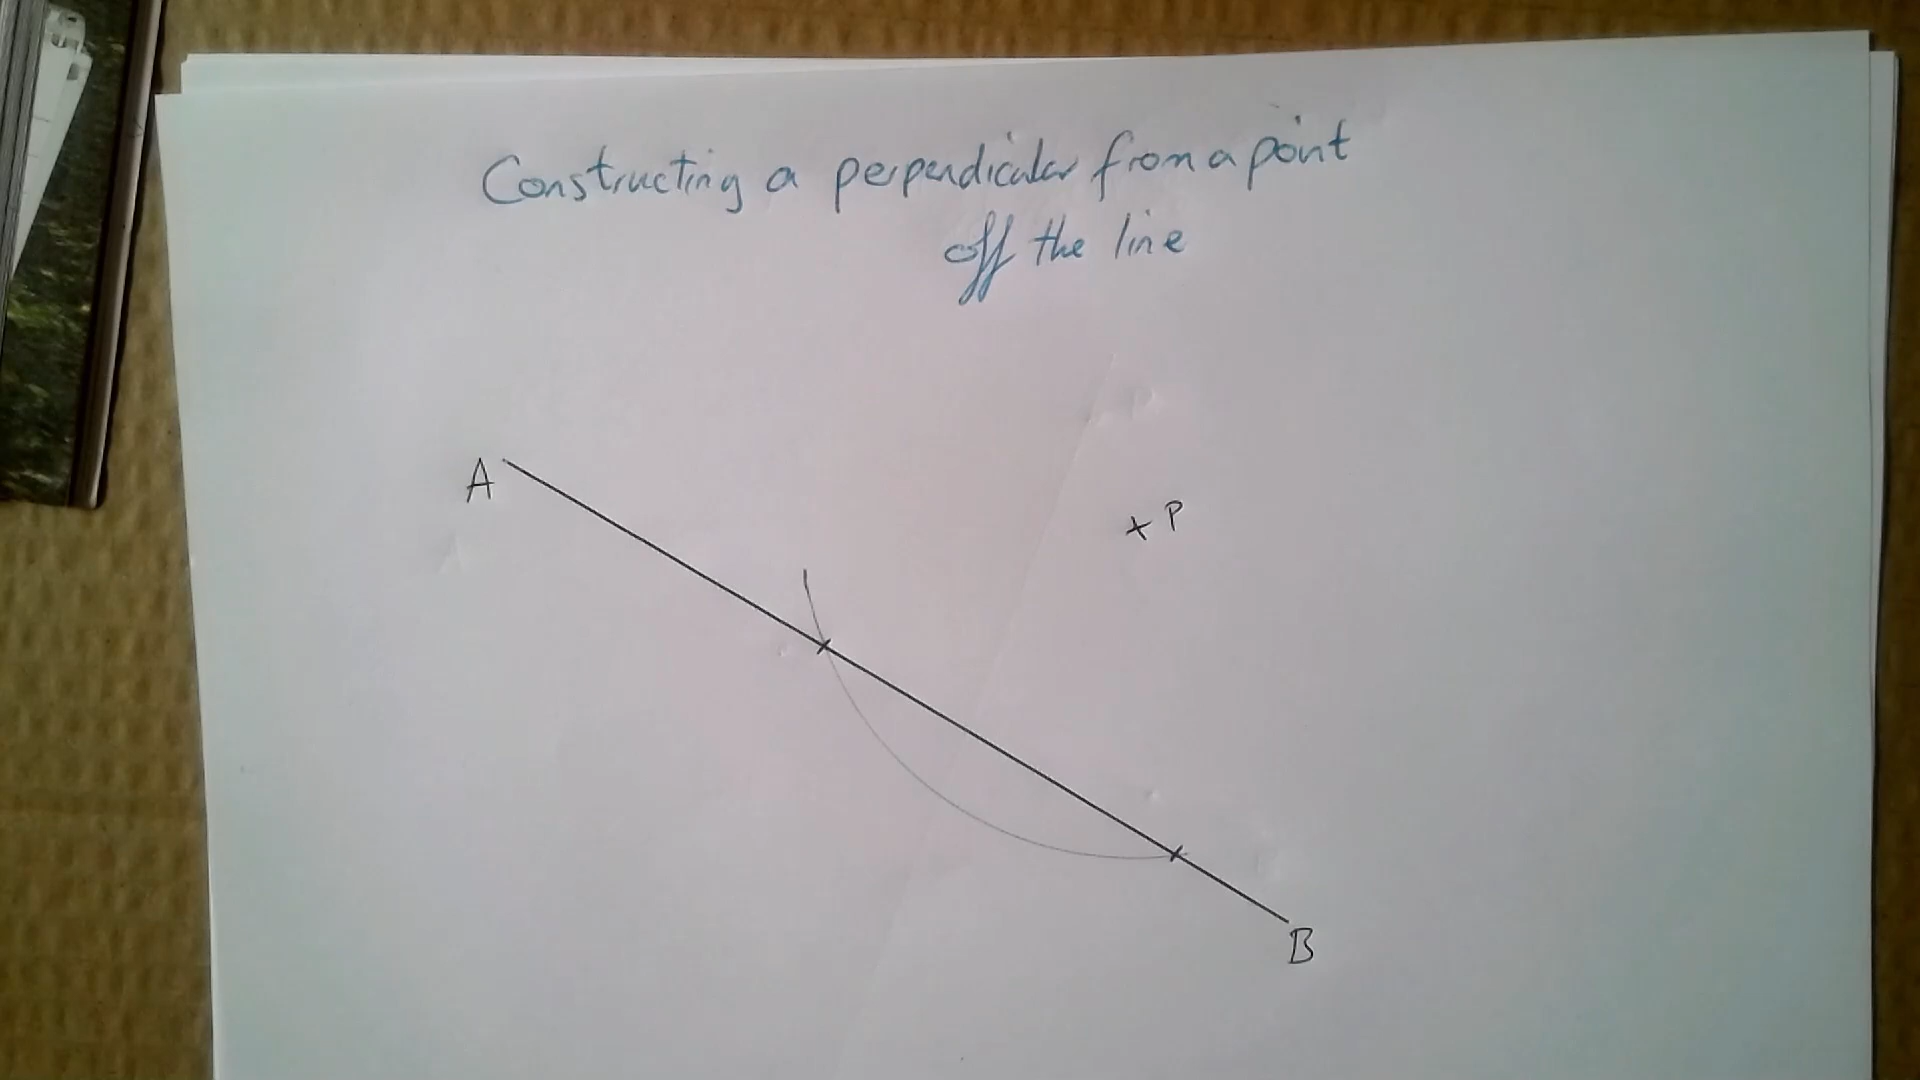 Constructing a perpendicular from a point
off the line
A
P
B